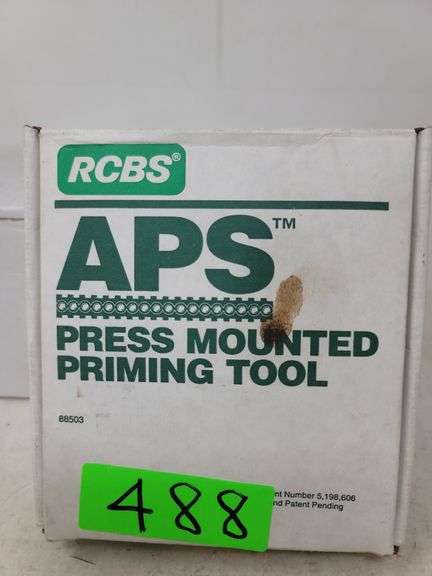 RCBS®
APS™
PRESS MOUNTED
PRIMING TOOL
88503
Number 5,198,606
Patent Pending
488